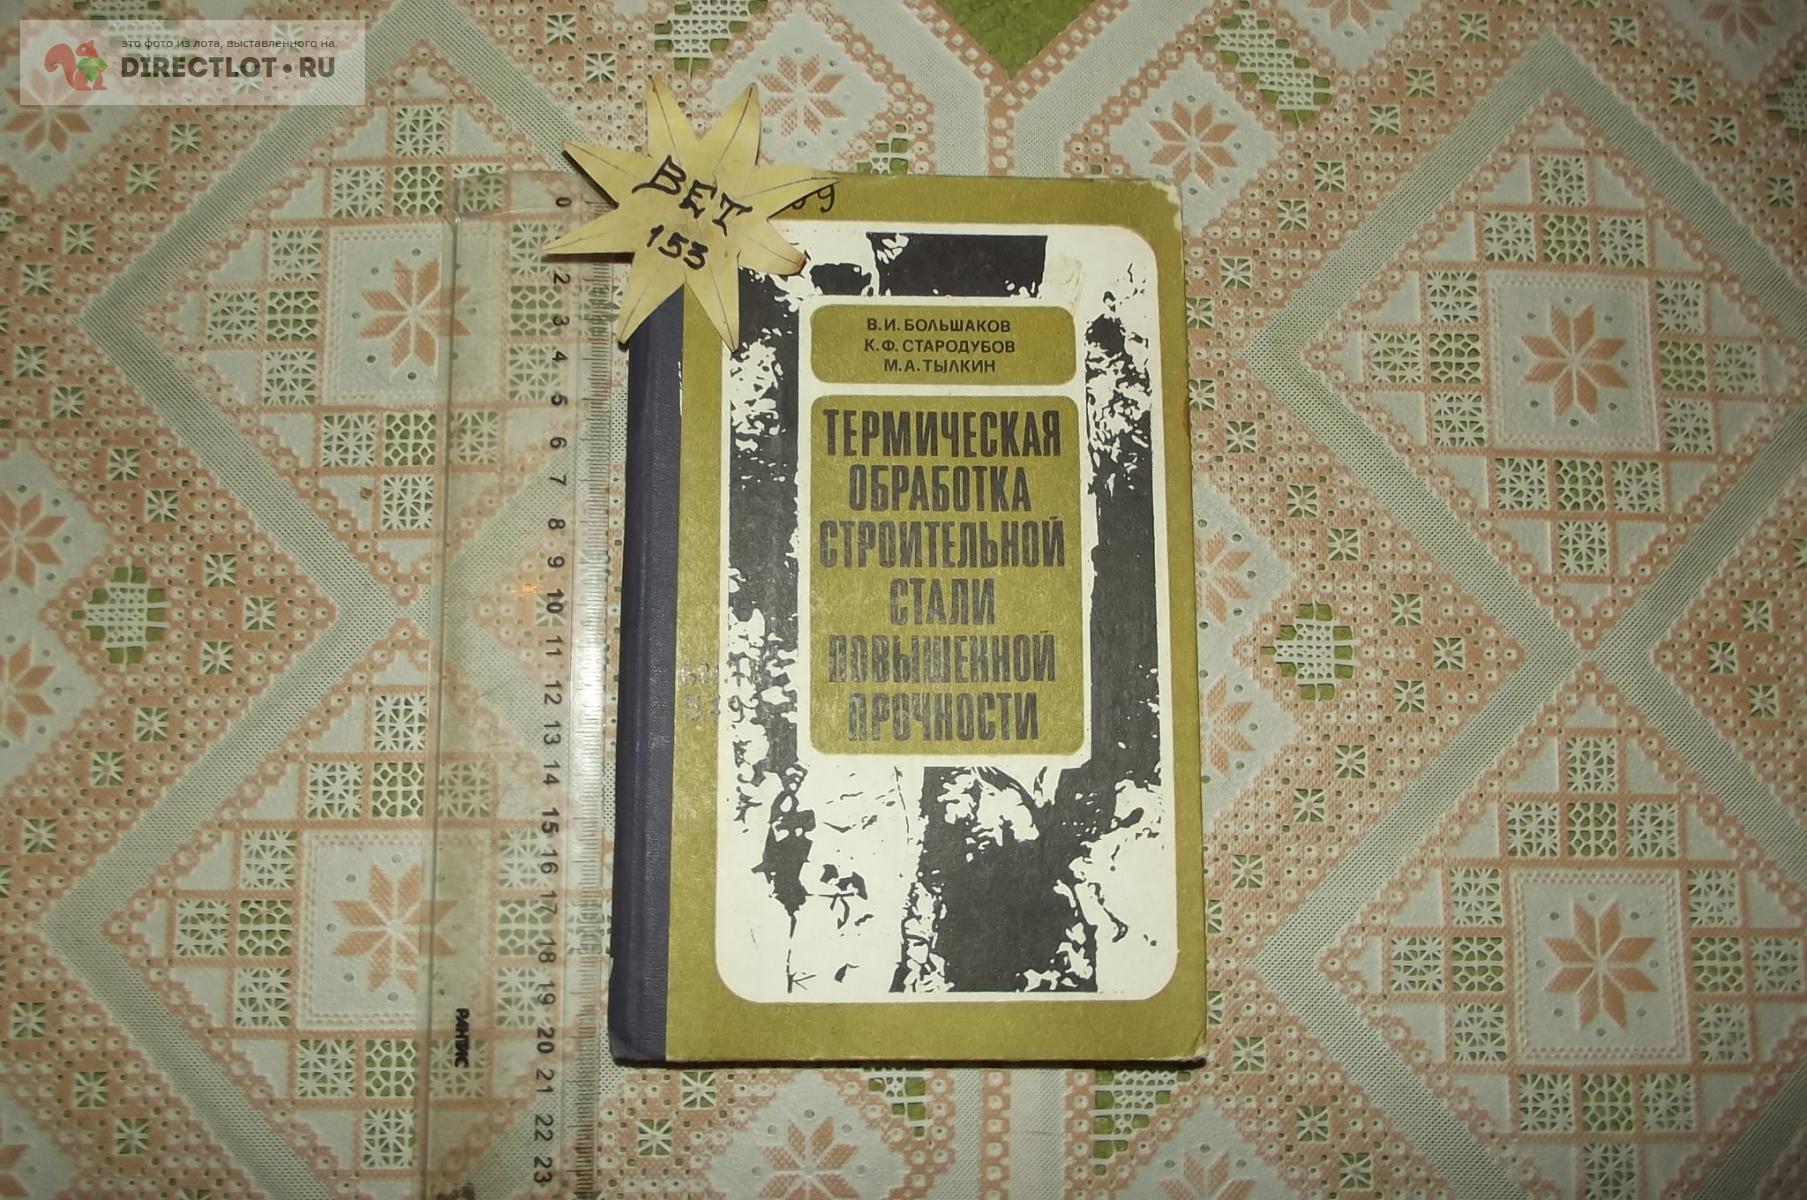 это фото из лота, выставленного на
DIRECTLOT•RU
ВЕТ
153
В.И. БОЛЬШАКОВ
К.Ф. СТАРОДУБОВ
М.А. ТЫЛКИН
ТЕРМИЧЕСКАЯ
ОБРАБОТКА
СТРОИТЕЛЬНОЙ
СТАЛИ
ПОВЫШЕННОЙ
ПРОЧНОСТИ
0
2
3
4
5
6
7
8
9
10
11
12
13
14
15
16
17
18
19
20
21
22
23
РАНТИС